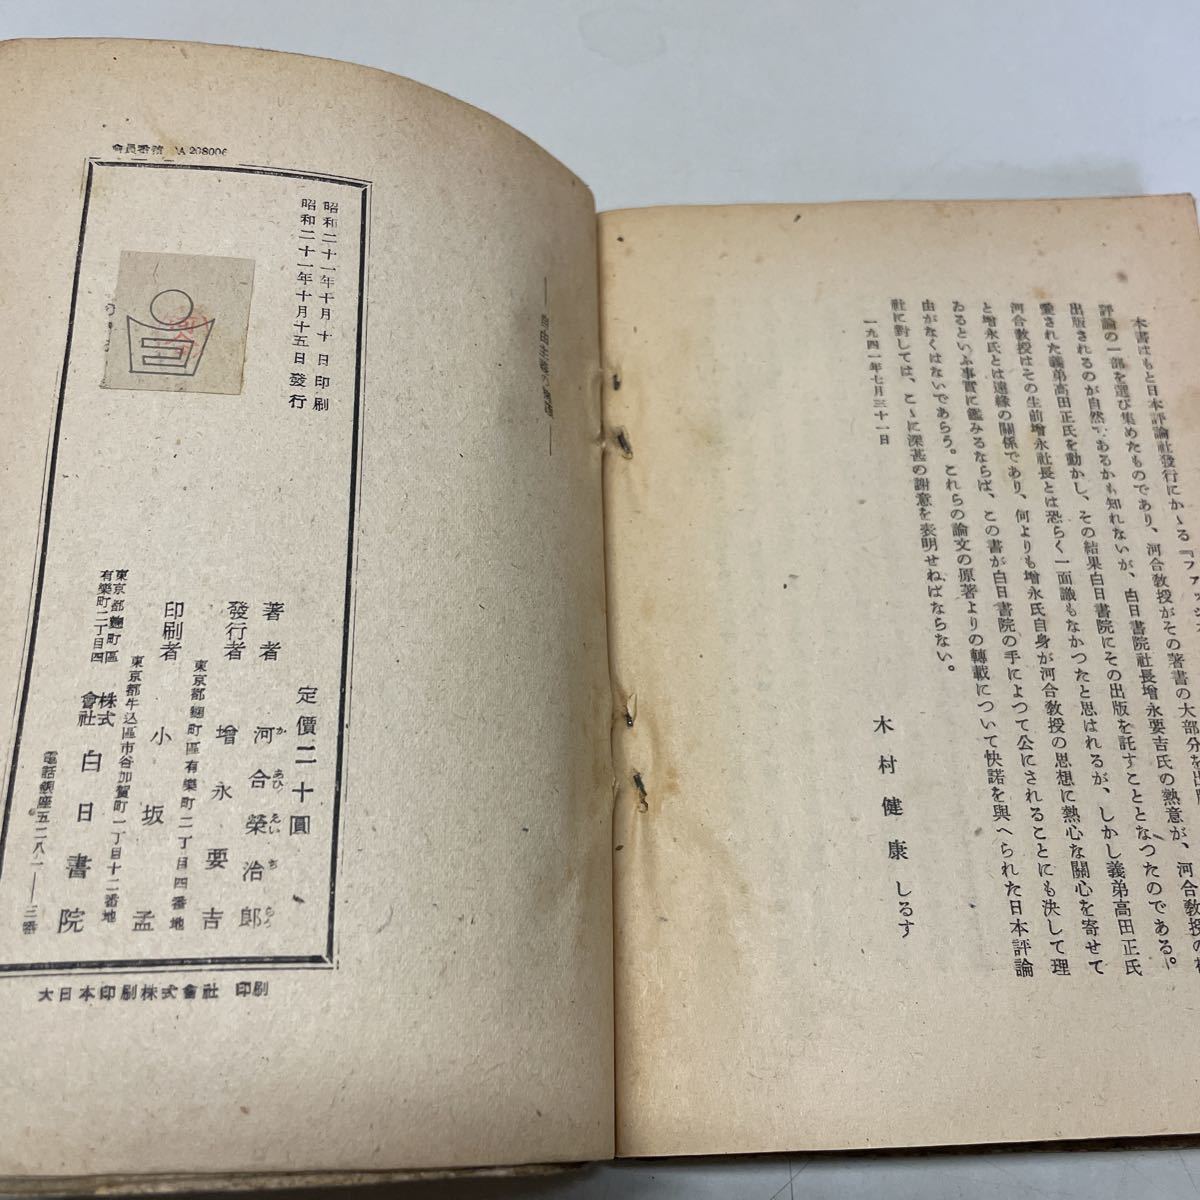 本書はもと日本評論社發行にかゝる『ファッシズ
評論の一部を選び集めたものであり、河合敎授がその著書の大部分を出版
出版されるのが自然であるかも知れないが、白日書院社長増永要吉氏の熱意が、河合敎授の
愛された義弟高田正氏を動かし、その結果白日書院にその出版を託すこととなつたのである。
河合敎授はその生前増永社長とは恐らく一面識もなかつたと思はれるが、しかし義弟高田正氏
と増永氏とは遠縁の關係であり、何よりも増永氏自身が河合敎授の思想に熱心な關心を寄せて
ゐるといふ事實に鑑みるならば、この書が白日書院の手によつて公にされることにも決して理
由がなくはないであらう。これらの論文の原著よりの轉載について快諾を與へられた日本評論
社に對しては、こゝに深甚の謝意を表明せねばならない。
一九四一年七月三十一日
木村健康しるす
會員番號 A 208006
昭和二十一年十月十日印刷
昭和二十一年十月十五日發行
定價二十圓
著者 河合榮治郎
か あひ えい ぢ らう
發行者 増永要吉
東京都麹町區有樂町二丁目四番地
印刷者 小坂孟
東京都牛込區市谷加賀町一丁目十二番地
東京都麹町區
有樂町二丁目四
株式
會社 白日書院
電話銀座五二八一—三番
大日本印刷株式會社 印刷